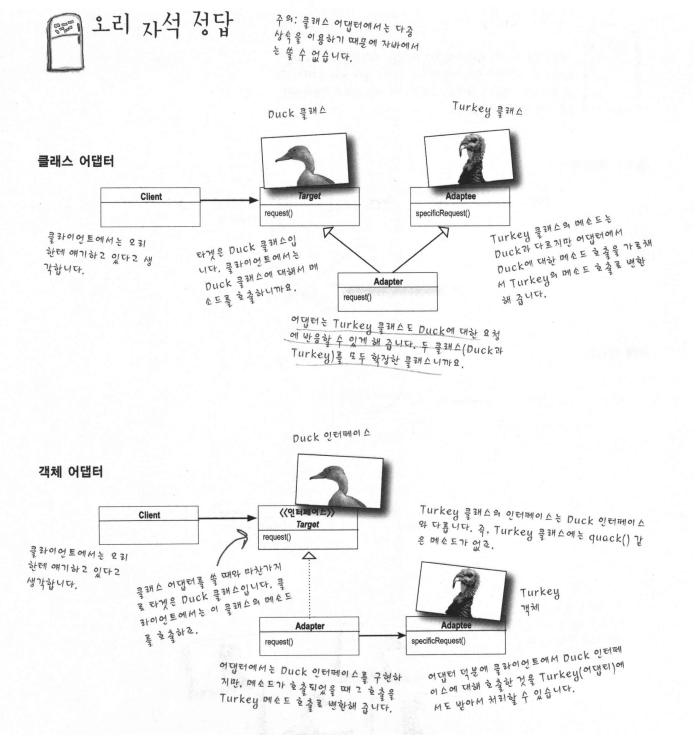 오리 자석 정답
주의: 클래스 어댑터에서는 다중
상속을 이용하기 때문에 자바에서
는 쓸 수 없습니다.
Duck 클래스
Turkey 클래스
클래스 어댑터
Client
Target
request()
Adaptee
specificRequest()
클라이언트에서는 오리
한테 얘기하고 있다고 생
각합니다.
타겟은 Duck 클래스입
니다. 클라이언트에서는
Duck 클래스에 대해서 메
소드를 호출하니까요.
Turkey 클래스의 메소드는
Duck과 다르지만 어댑터에서
Duck에 대한 메소드 호출을 가로채
서 Turkey의 메소드 호출로 변환
해 줍니다.
Adapter
request()
어댑터는 Turkey 클래스도 Duck에 대한 요청
에 반응할 수 있게 해 줍니다. 두 클래스(Duck과
Turkey)를 모두 확장한 클래스니까요.
Duck 인터페이스
객체 어댑터
Client
<<인터페이스>>
Target
request()
Turkey 클래스의 인터페이스는 Duck 인터페이스
와 다릅니다. 즉, Turkey 클래스에는 quack() 같
은 메소드가 없죠.
클라이언트에서는 오리
한테 얘기하고 있다고
생각합니다.
클래스 어댑터를 쓸 때와 마찬가지
로 타겟은 Duck 클래스입니다. 클
라이언트에서는 이 클래스의 메소드
를 호출하죠.
Turkey
객체
Adapter
request()
Adaptee
specificRequest()
어댑터에서는 Duck 인터페이스를 구현하
지만, 메소드가 호출되었을 때 그 호출을
Turkey 메소드 호출로 변환해 줍니다.
어댑터 덕분에 클라이언트에서 Duck 인터페
이스에 대해 호출한 것을 Turkey(어댑티)에
서도 받아서 처리할 수 있습니다.